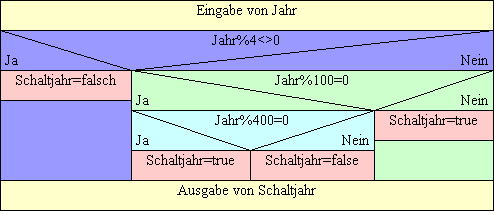 Eingabe von Jahr
Jahr%4<>0
Ja
Nein
Schaltjahr=falsch
Jahr%100=0
Ja
Nein
Jahr%400=0
Schaltjahr=true
Ja
Nein
Schaltjahr=true
Schaltjahr=false
Ausgabe von Schaltjahr